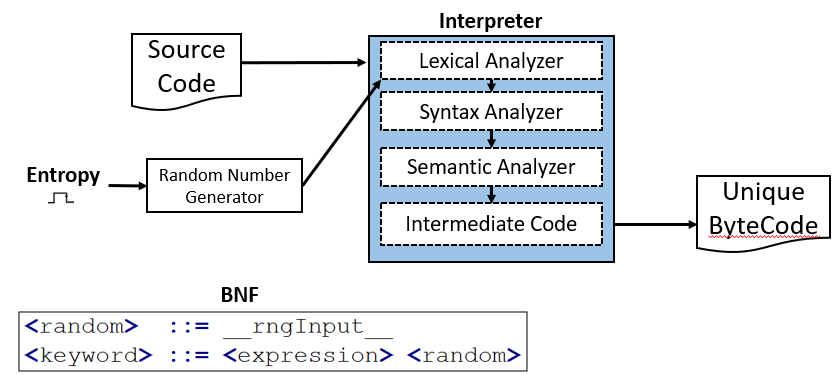 Interpreter
Source
Code
Lexical Analyzer
Syntax Analyzer
Semantic Analyzer
Intermediate Code
Entropy
Random Number
Generator
Unique
ByteCode
BNF
<random> ::= __rngInput__
<keyword> ::= <expression> <random>